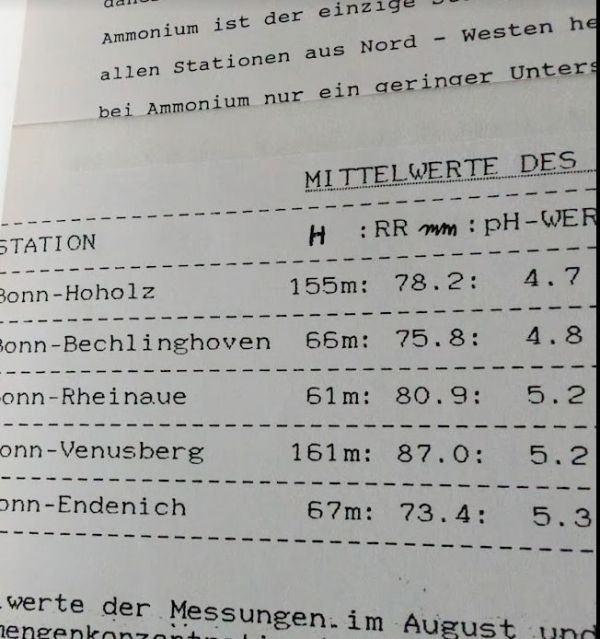 Ammonium ist der einzige
allen Stationen aus Nord - Westen he
bei Ammonium nur ein geringer Unters
MITTELWERTE DES
STATION H :RR mm : pH-WER
Bonn-Hoholz 155m: 78.2: 4.7
Bonn-Bechlinghoven 66m: 75.8: 4.8
onn-Rheinaue 61m: 80.9: 5.2
onn-Venusberg 161m: 87.0: 5.2
onn-Endenich 67m: 73.4: 5.3
werte der Messungen im August und